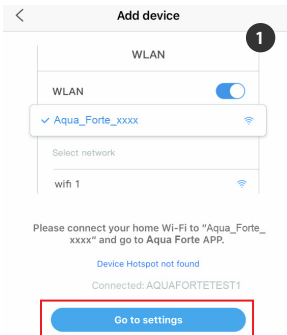 Add device
1
WLAN
WLAN
Aqua_Forte_xxxx
Select network
wifi 1
Please connect your home Wi-Fi to "Aqua_Forte_
xxxx" and go to Aqua Forte APP.
Device Hotspot not found
Connected: AQUAFORTETEST1
Go to settings